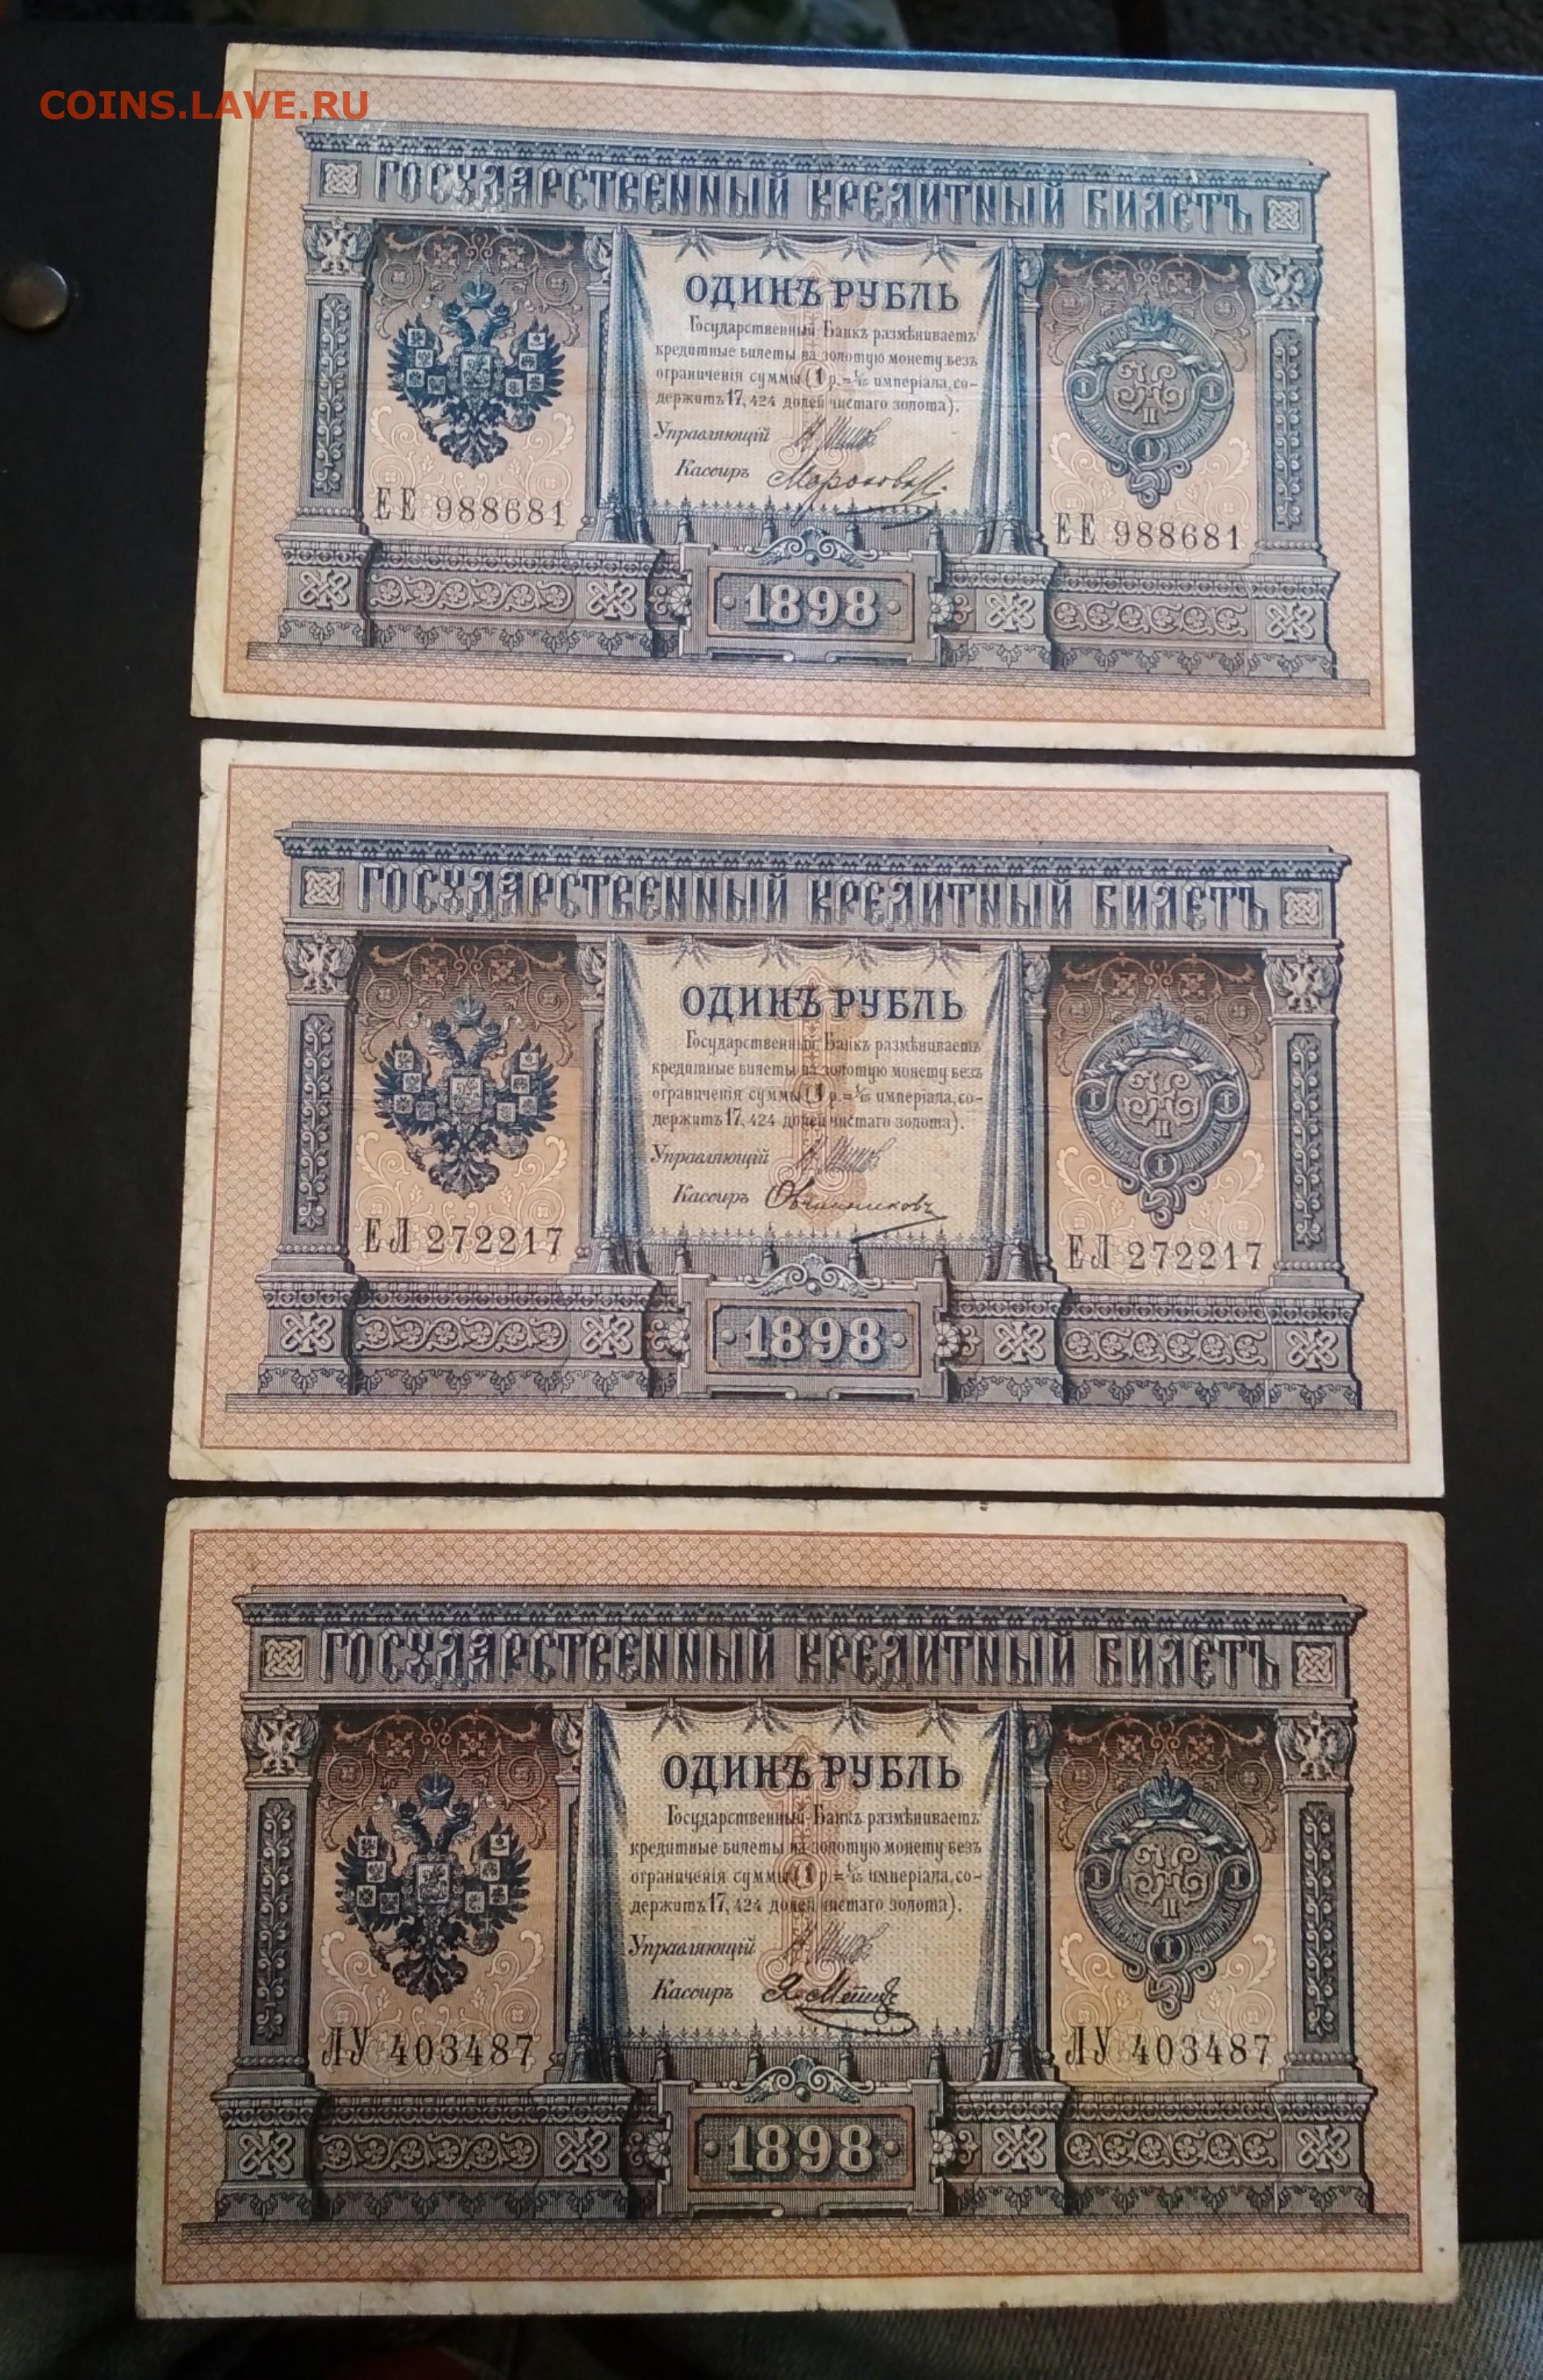 COINS.LAVE.RU
ГОСУДАРСТВЕННЫЙ КРЕДИТНЫЙ БИЛЕТЪ
ОДИНЪ РУБЛЬ
Государственный Банкъ размѣниваетъ
кредитные билеты на золотую монету безъ
ограниченія суммы (1 р.=1/15 имперіала, со-
держитъ 17,424 долей чистаго золота).
Управляющій
Кассиръ
ЕЕ 988681 ЕЕ 988681
1898
ГОСУДАРСТВЕННЫЙ КРЕДИТНЫЙ БИЛЕТЪ
ОДИНЪ РУБЛЬ
Государственный Банкъ размѣниваетъ
кредитные билеты на золотую монету безъ
ограниченія суммы (1 р.=1/15 имперіала, со-
держитъ 17,424 долей чистаго золота).
Управляющій
Кассиръ Овчинниковъ
ЕЛ 272217 ЕЛ 272217
1898
ГОСУДАРСТВЕННЫЙ КРЕДИТНЫЙ БИЛЕТЪ
ОДИНЪ РУБЛЬ
Государственный Банкъ размѣниваетъ
кредитные билеты на золотую монету безъ
ограниченія суммы (1 р.=1/15 имперіала, со-
держитъ 17,424 долей чистаго золота).
Управляющій
Кассиръ Я. Метцъ
ЛУ 403487 ЛУ 403487
1898